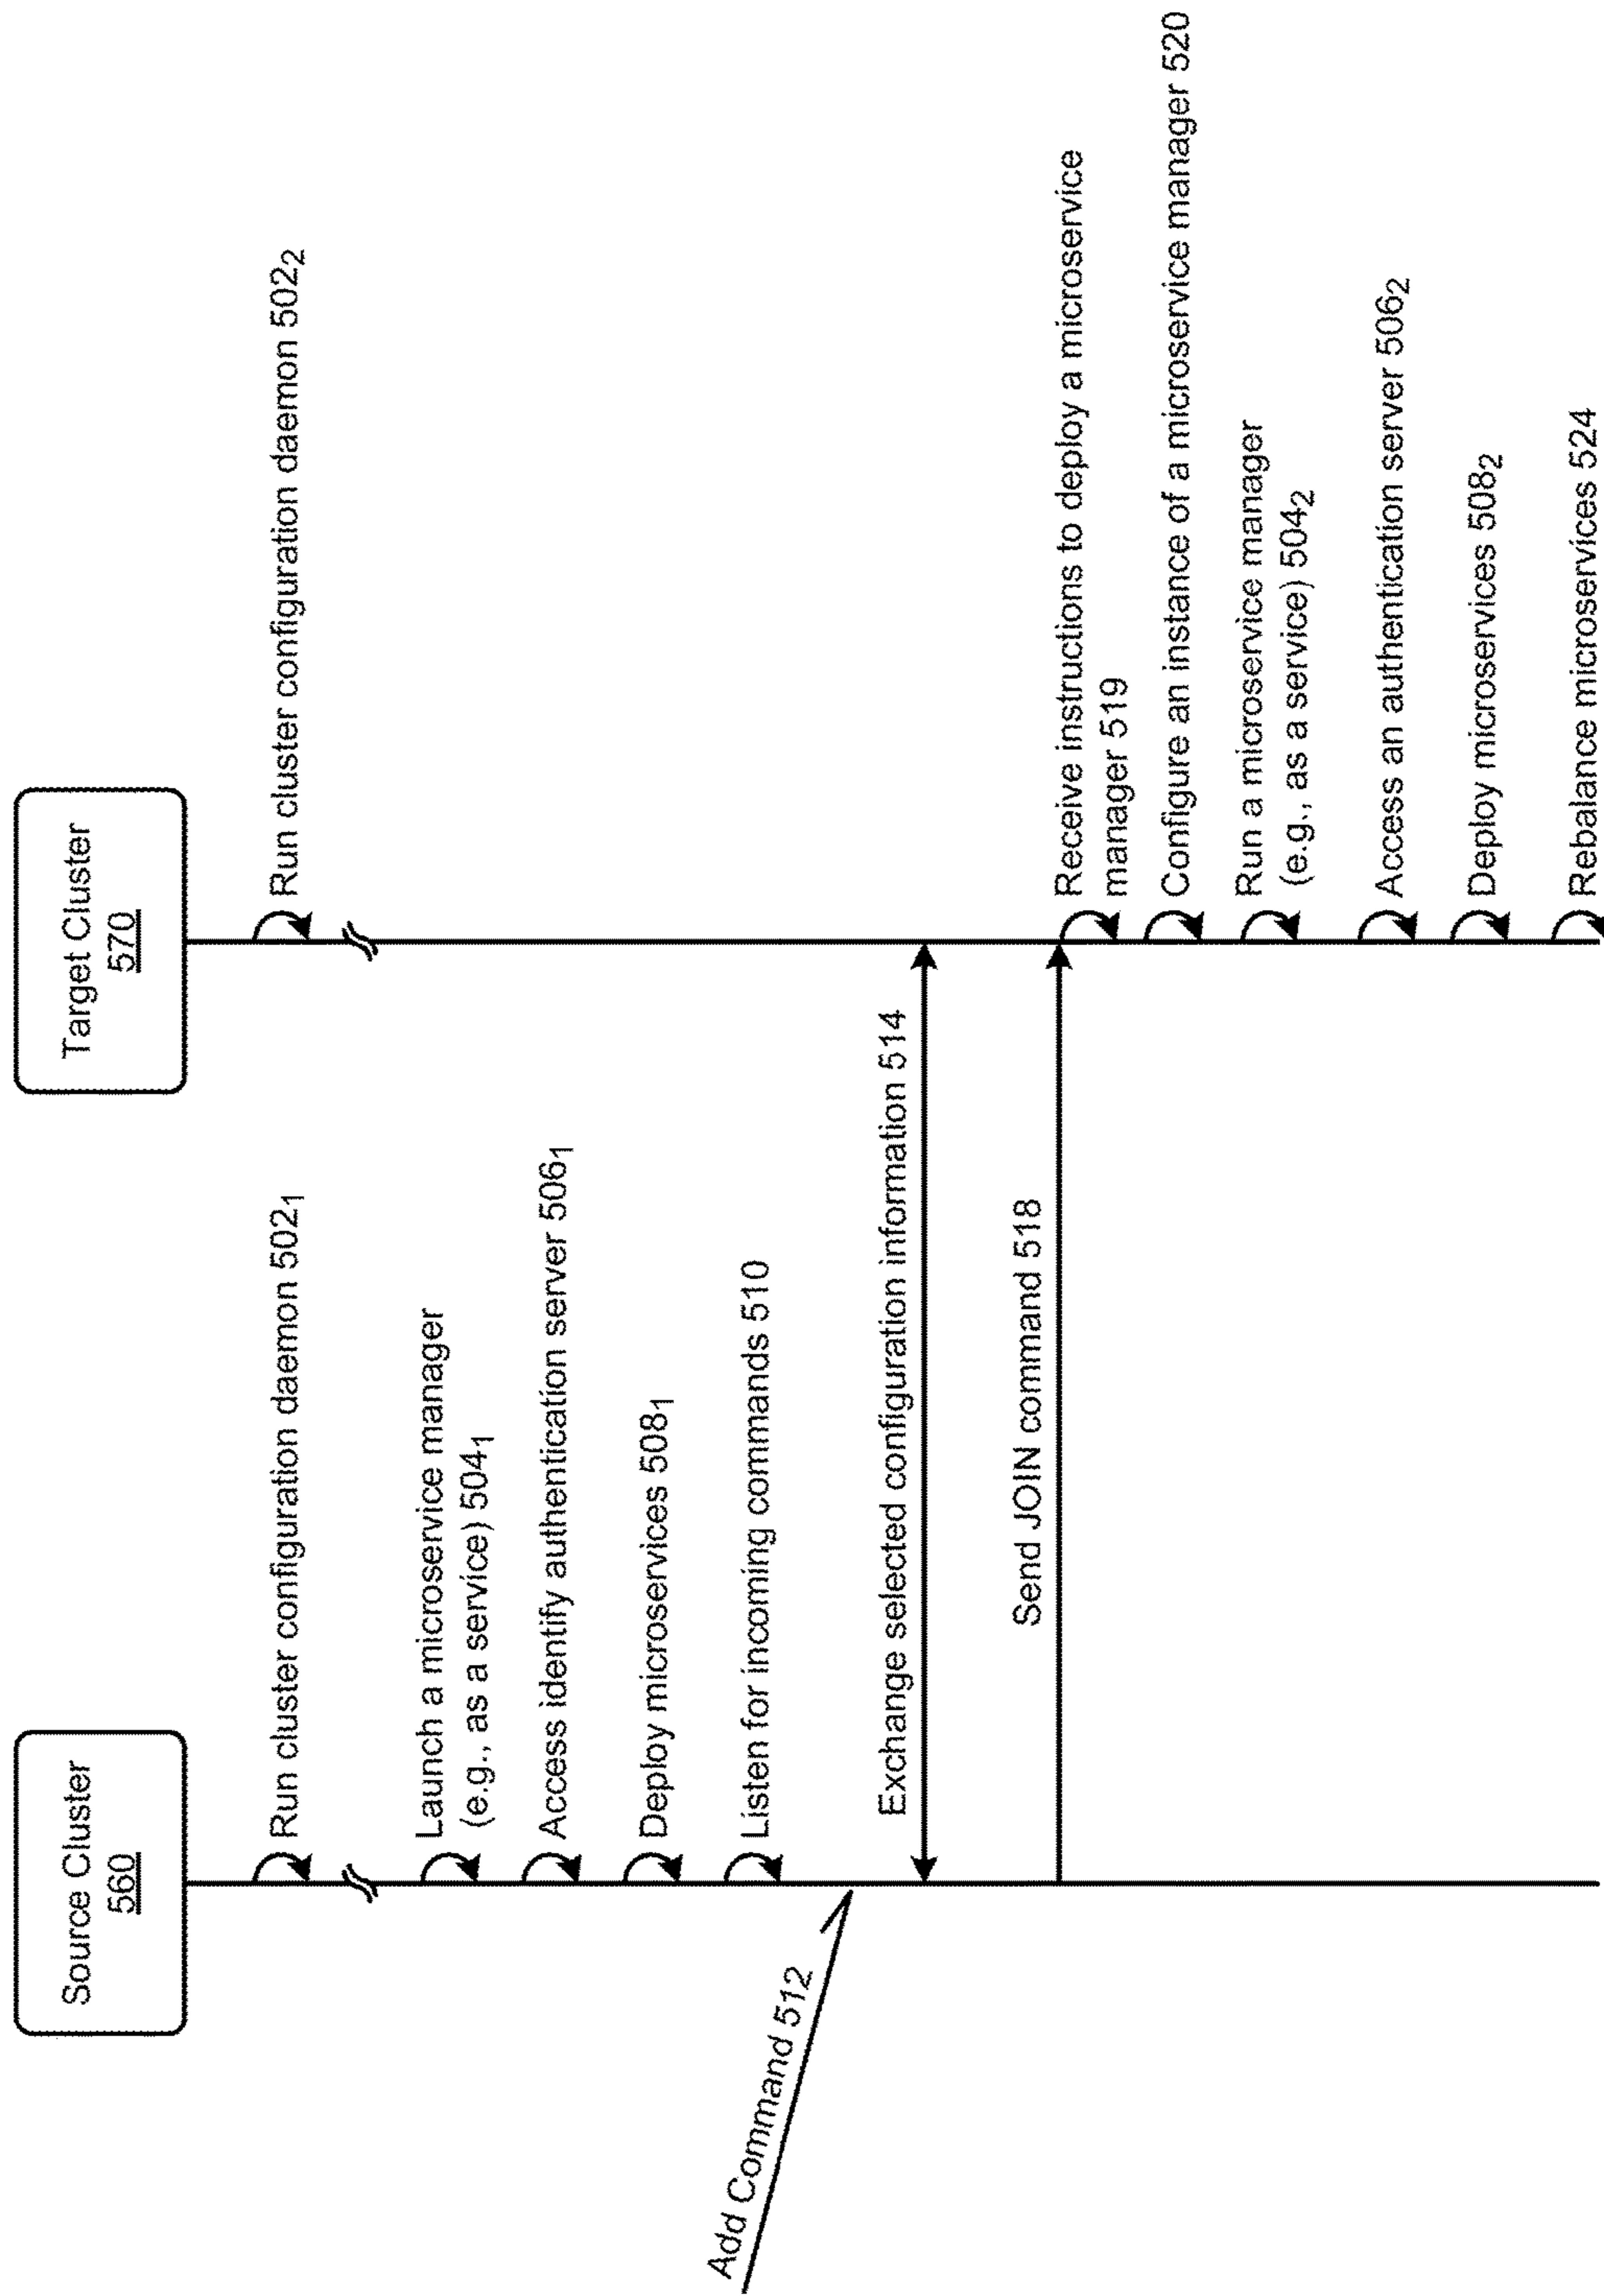 Source Cluster
560
Target Cluster
570
Run cluster configuration daemon 502₁
Run cluster configuration daemon 502₂
Launch a microservice manager
(e.g., as a service) 504₁
Access identify authentication server 506₁
Deploy microservices 508₁
Listen for incoming commands 510
Add Command 512
Exchange selected configuration information 514
Send JOIN command 518
Receive instructions to deploy a microservice
manager 519
Configure an instance of a microservice manager 520
Run a microservice manager
(e.g., as a service) 504₂
Access an authentication server 506₂
Deploy microservices 508₂
Rebalance microservices 524